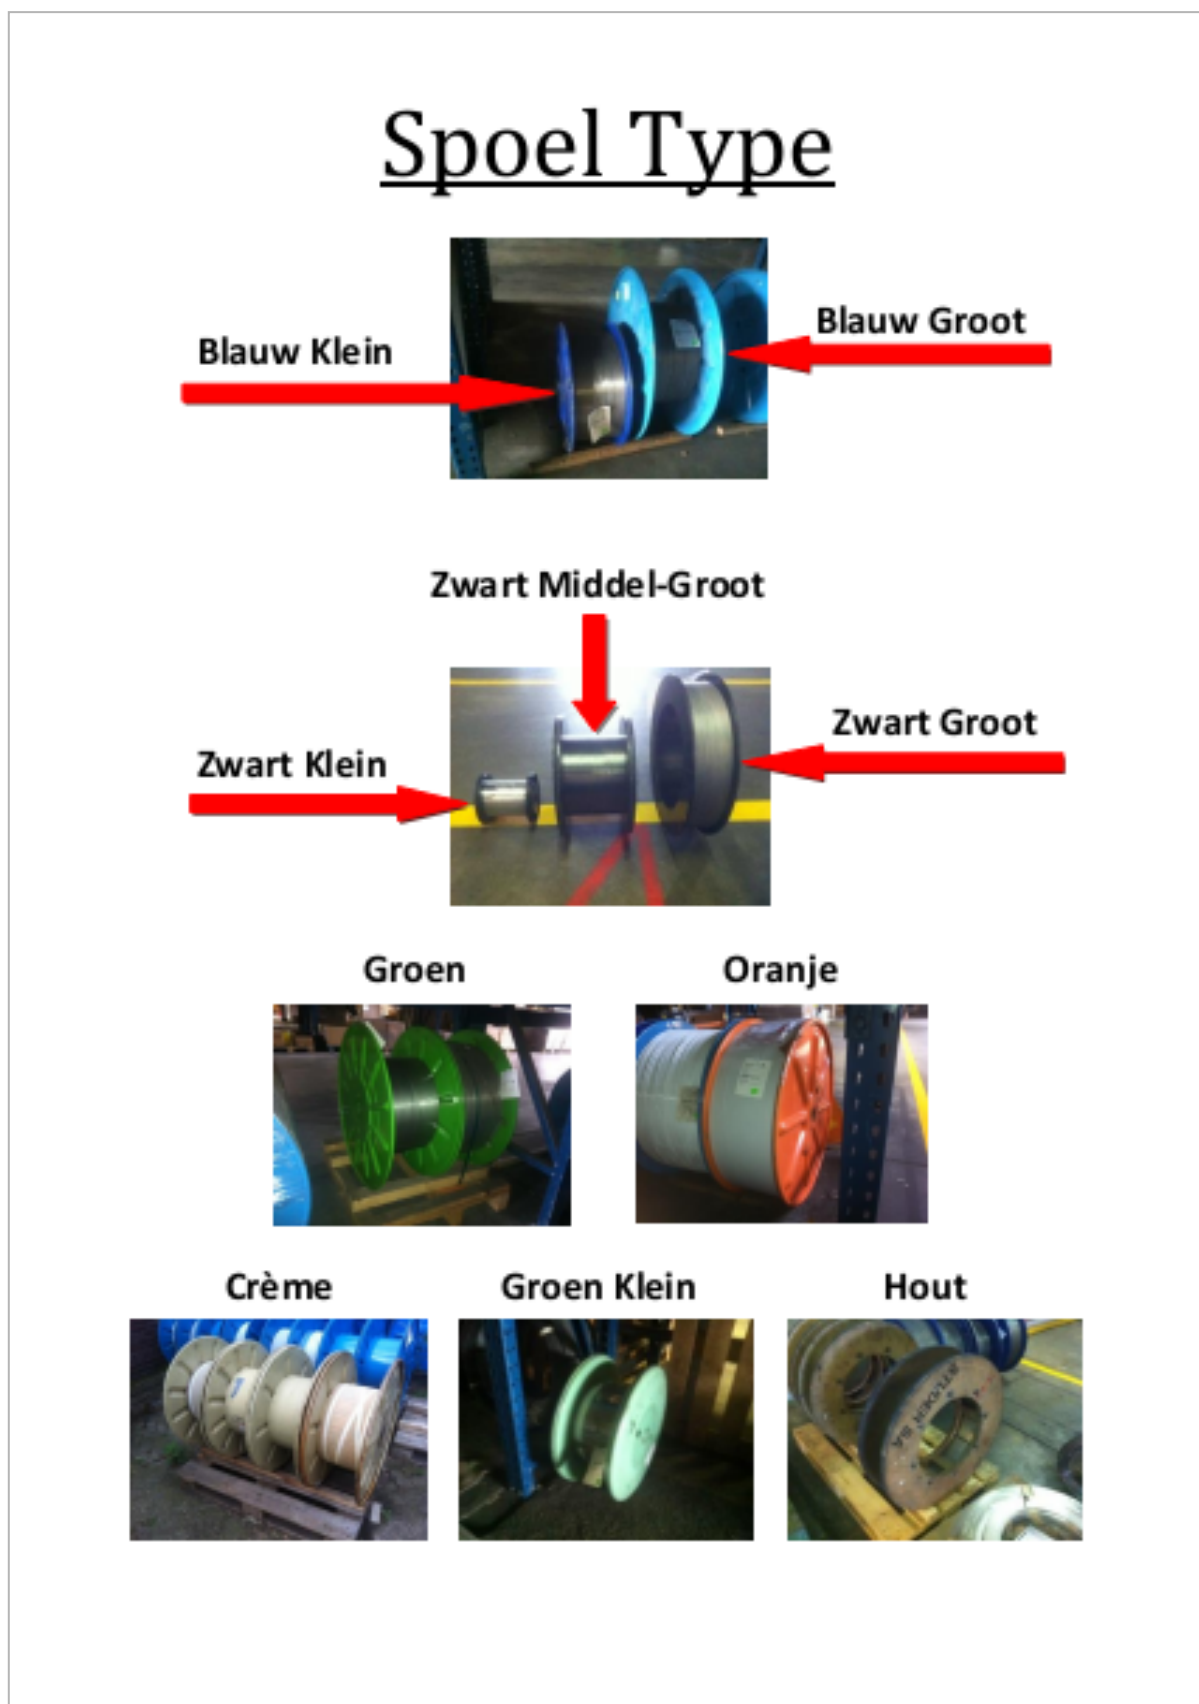 Spoel Type
Blauw Groot
Blauw Klein
Zwart Middel-Groot
Zwart Groot
Zwart Klein
Groen
Oranje
Crème
Groen Klein
Hout